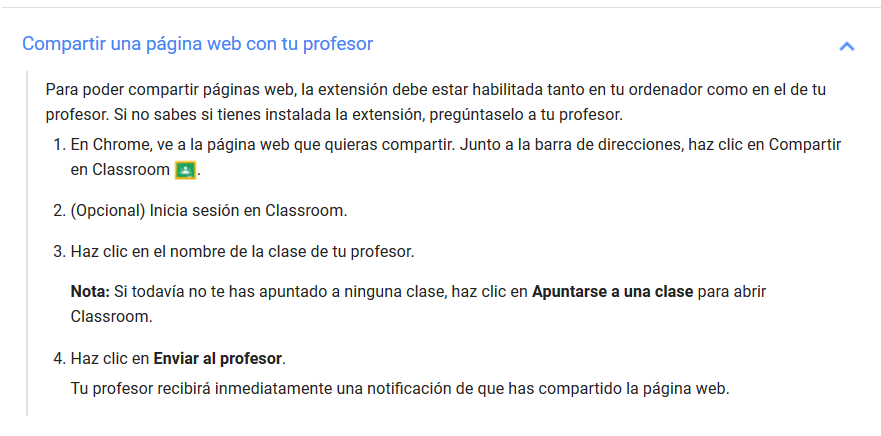 Compartir una página web con tu profesor
Para poder compartir páginas web, la extensión debe estar habilitada tanto en tu ordenador como en el de tu
profesor. Si no sabes si tienes instalada la extensión, pregúntaselo a tu profesor.
1. En Chrome, ve a la página web que quieras compartir. Junto a la barra de direcciones, haz clic en Compartir
en Classroom .
2. (Opcional) Inicia sesión en Classroom.
3. Haz clic en el nombre de la clase de tu profesor.
Nota: Si todavía no te has apuntado a ninguna clase, haz clic en Apuntarse a una clase para abrir
Classroom.
4. Haz clic en Enviar al profesor.
Tu profesor recibirá inmediatamente una notificación de que has compartido la página web.